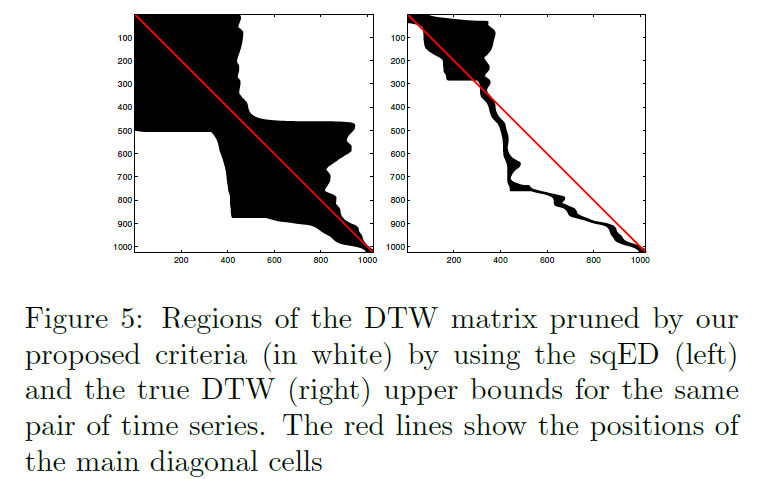 100
200
300
400
500
600
700
800
900
1000
200 400 600 800 1000
100
200
300
400
500
600
700
800
900
1000
200 400 600 800 1000
Figure 5: Regions of the DTW matrix pruned by our
proposed criteria (in white) by using the sqED (left)
and the true DTW (right) upper bounds for the same
pair of time series. The red lines show the positions of
the main diagonal cells